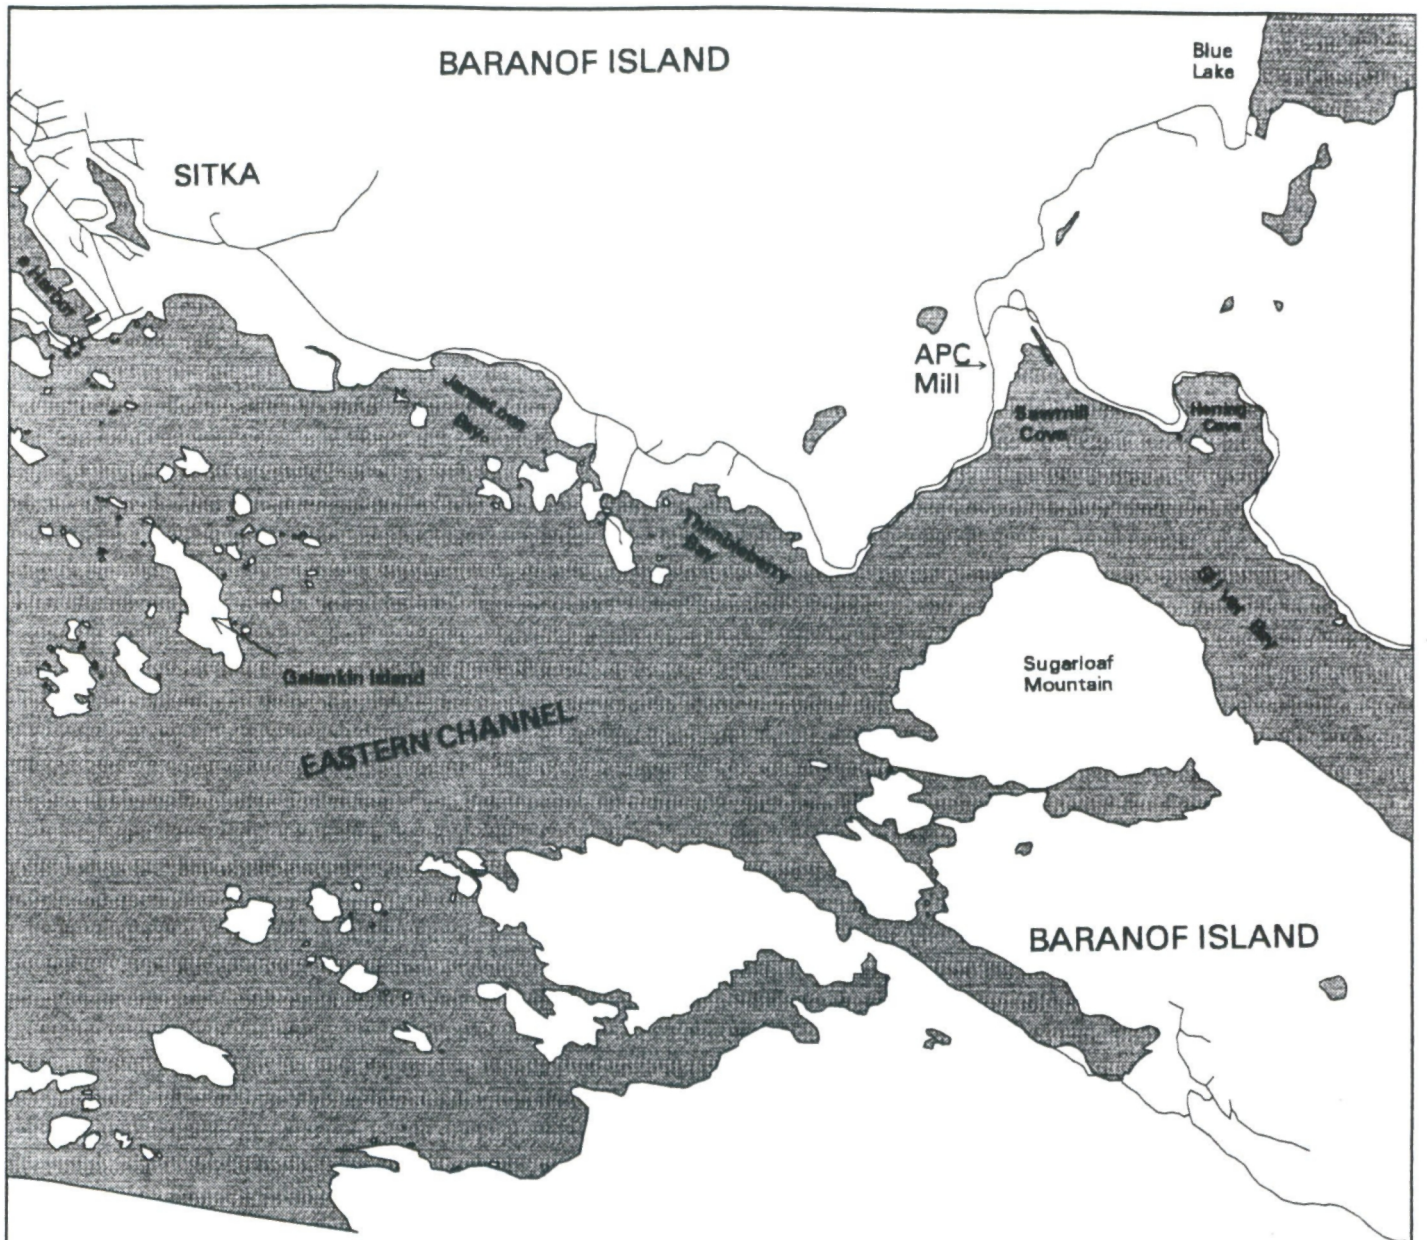 BARANOF ISLAND
Blue
Lake
SITKA
Harbor
APC
Mill
Sawmill
Cove
Herring
Cove
Bay
Thimbleberry
Bay
Silver Bay
Sugarloaf
Mountain
Galankin Island
EASTERN CHANNEL
BARANOF ISLAND